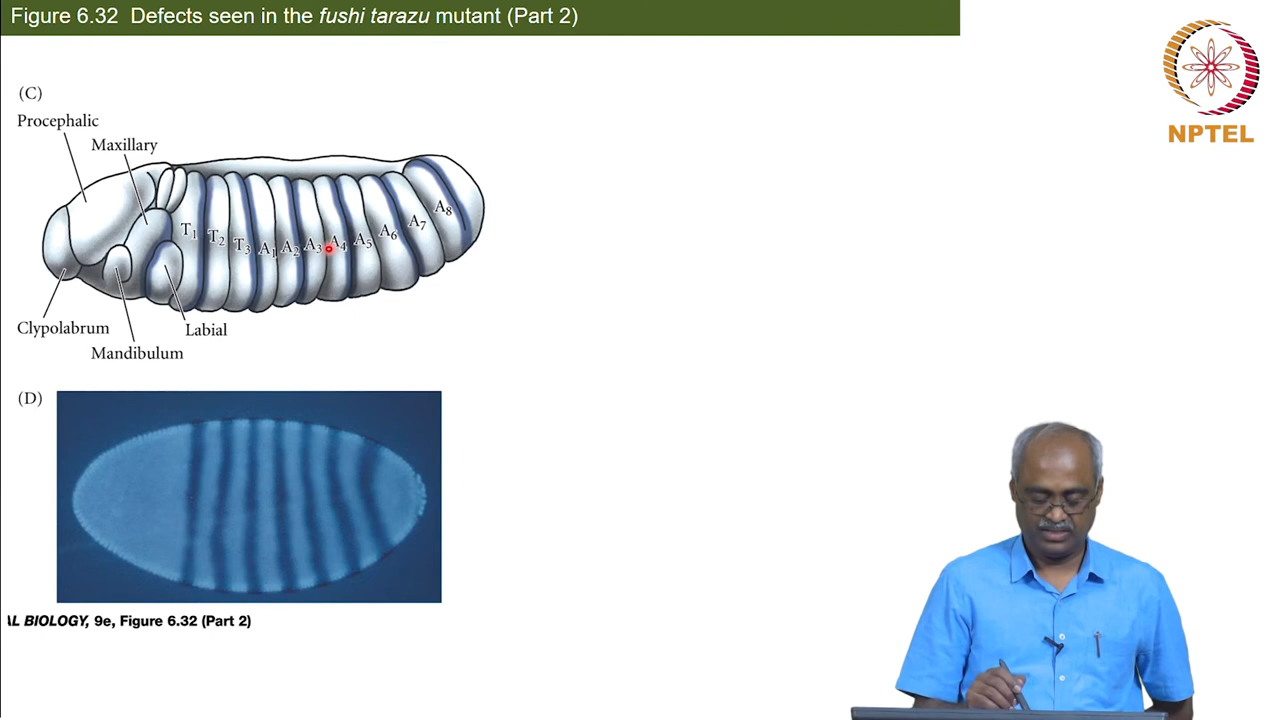 Figure 6.32 Defects seen in the fushi tarazu mutant (Part 2)
NPTEL
(C)
Procephalic
Maxillary
T1 T2 T3 A1 A2 A3 A4 A5 A6 A7 A8
Clypolabrum
Labial
Mandibulum
(D)
AL BIOLOGY, 9e, Figure 6.32 (Part 2)